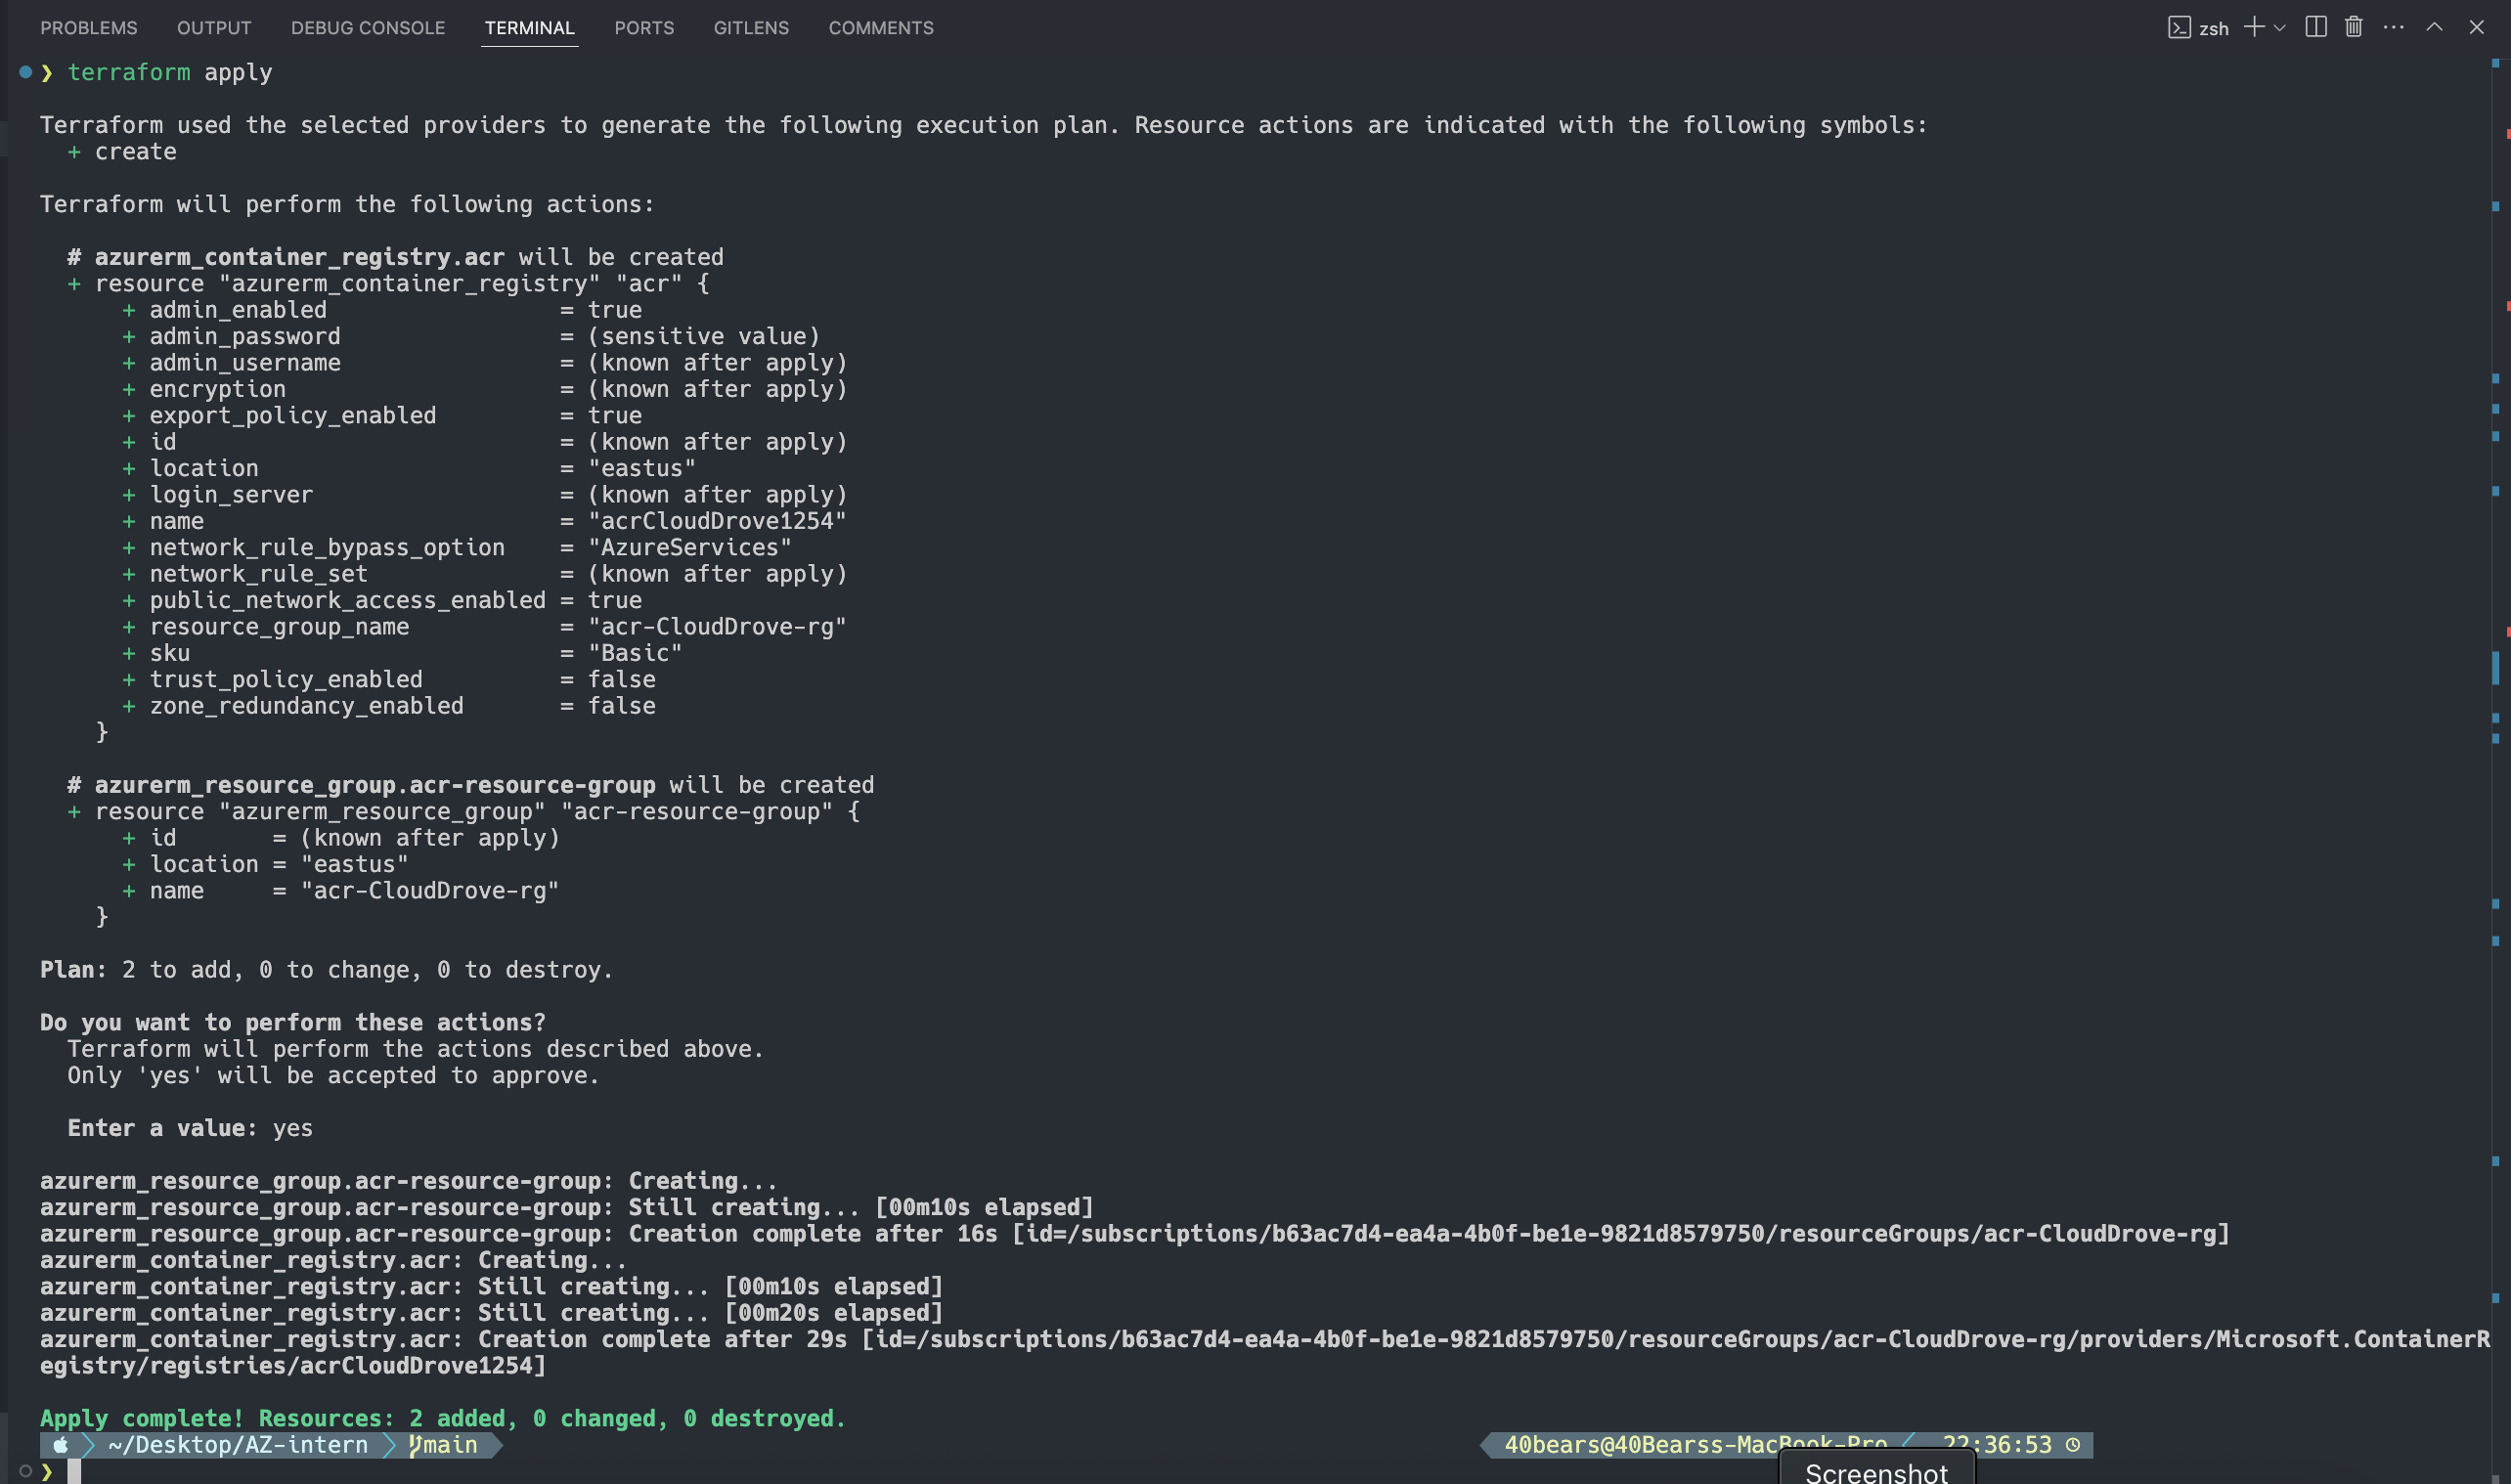 PROBLEMS OUTPUT DEBUG CONSOLE TERMINAL PORTS GITLENS COMMENTS zsh
❯ terraform apply
Terraform used the selected providers to generate the following execution plan. Resource actions are indicated with the following symbols:
+ create
Terraform will perform the following actions:
# azurerm_container_registry.acr will be created
+ resource "azurerm_container_registry" "acr" {
+ admin_enabled = true
+ admin_password = (sensitive value)
+ admin_username = (known after apply)
+ encryption = (known after apply)
+ export_policy_enabled = true
+ id = (known after apply)
+ location = "eastus"
+ login_server = (known after apply)
+ name = "acrCloudDrove1254"
+ network_rule_bypass_option = "AzureServices"
+ network_rule_set = (known after apply)
+ public_network_access_enabled = true
+ resource_group_name = "acr-CloudDrove-rg"
+ sku = "Basic"
+ trust_policy_enabled = false
+ zone_redundancy_enabled = false
}
# azurerm_resource_group.acr-resource-group will be created
+ resource "azurerm_resource_group" "acr-resource-group" {
+ id = (known after apply)
+ location = "eastus"
+ name = "acr-CloudDrove-rg"
}
Plan: 2 to add, 0 to change, 0 to destroy.
Do you want to perform these actions?
Terraform will perform the actions described above.
Only 'yes' will be accepted to approve.
Enter a value: yes
azurerm_resource_group.acr-resource-group: Creating...
azurerm_resource_group.acr-resource-group: Still creating... [00m10s elapsed]
azurerm_resource_group.acr-resource-group: Creation complete after 16s [id=/subscriptions/b63ac7d4-ea4a-4b0f-be1e-9821d8579750/resourceGroups/acr-CloudDrove-rg]
azurerm_container_registry.acr: Creating...
azurerm_container_registry.acr: Still creating... [00m10s elapsed]
azurerm_container_registry.acr: Still creating... [00m20s elapsed]
azurerm_container_registry.acr: Creation complete after 29s [id=/subscriptions/b63ac7d4-ea4a-4b0f-be1e-9821d8579750/resourceGroups/acr-CloudDrove-rg/providers/Microsoft.ContainerR
egistry/registries/acrCloudDrove1254]
Apply complete! Resources: 2 added, 0 changed, 0 destroyed.
~/Desktop/AZ-intern main 40bears@40Bearss-MacBook-Pro 22:36:53
❯
Screenshot